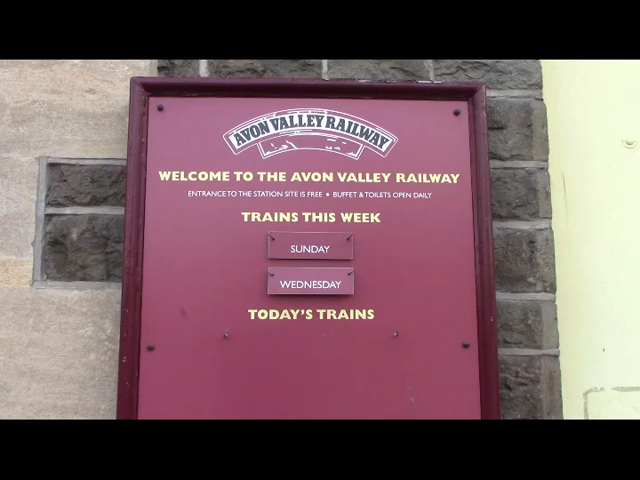 AVON VALLEY RAILWAY
WELCOME TO THE AVON VALLEY RAILWAY
ENTRANCE TO THE STATION SITE IS FREE • BUFFET & TOILETS OPEN DAILY
TRAINS THIS WEEK
SUNDAY
WEDNESDAY
TODAY'S TRAINS